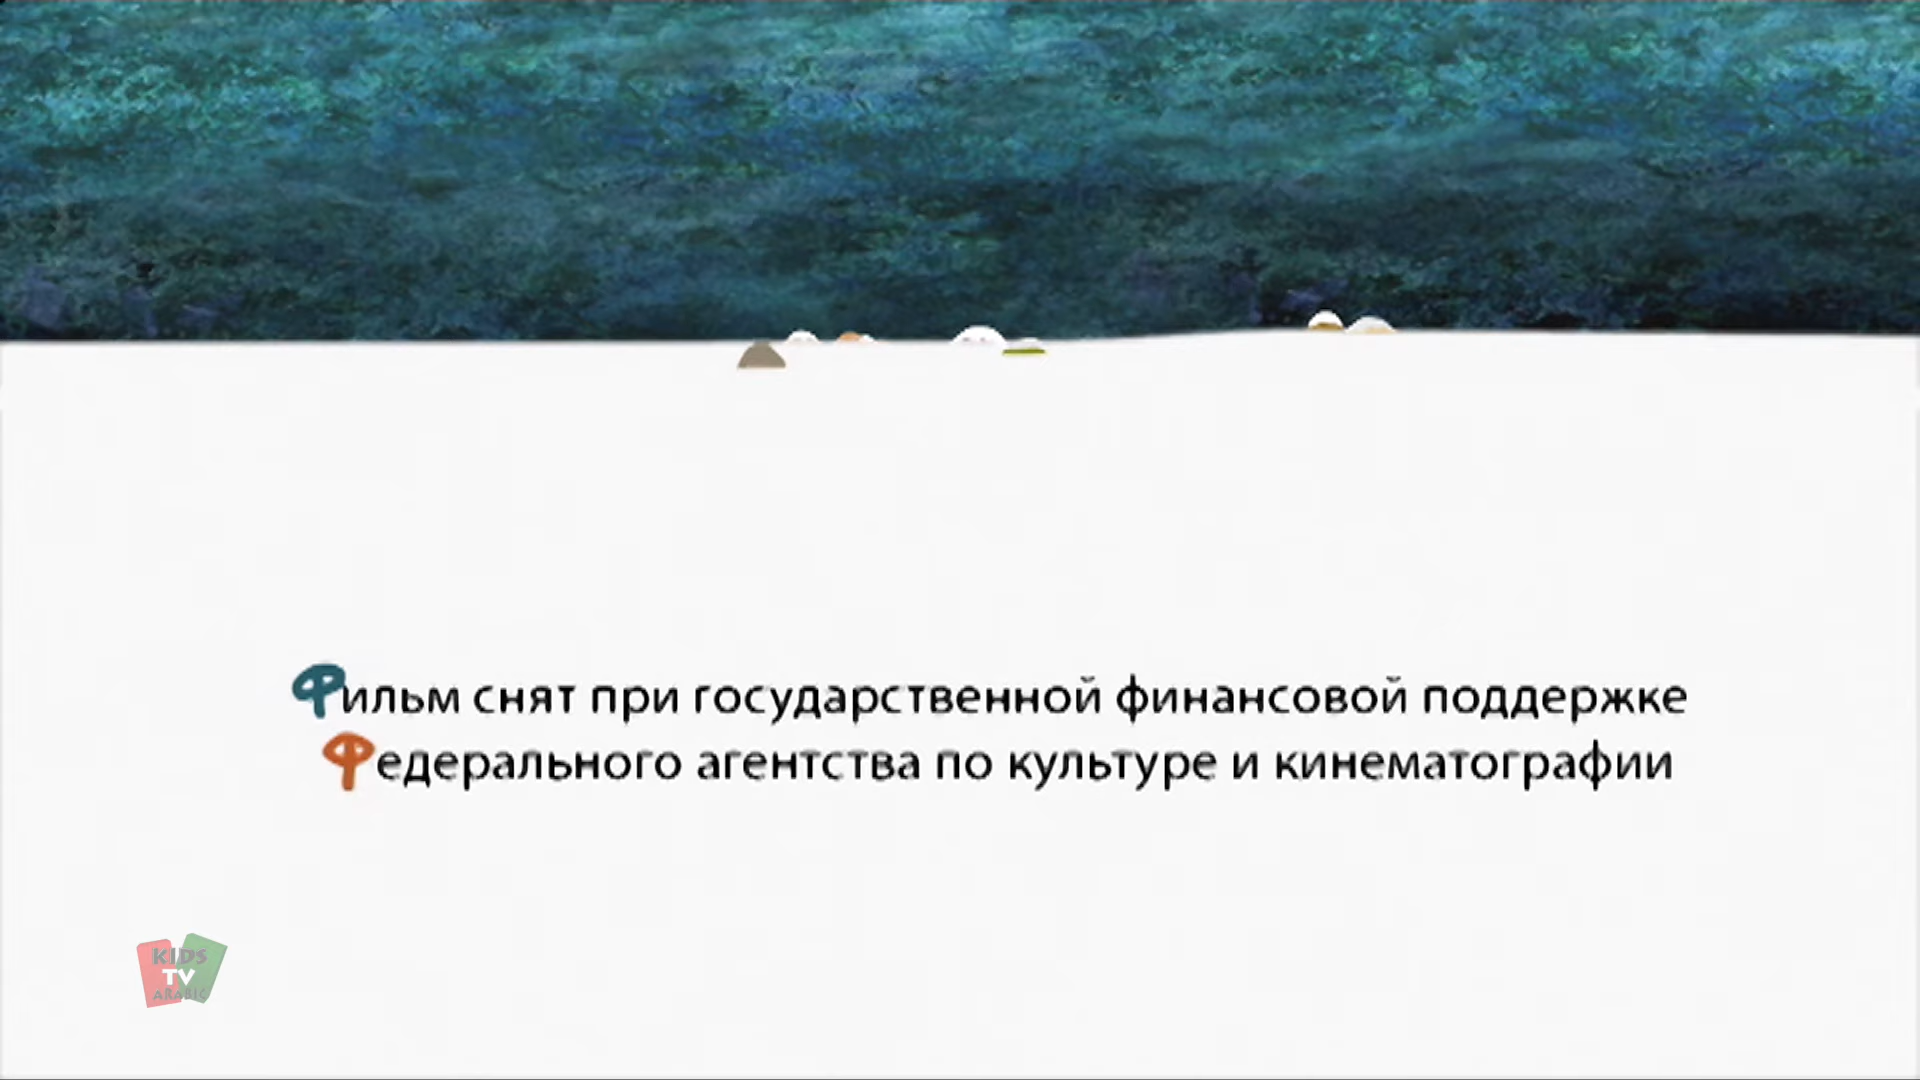 Фильм снят при государственной финансовой поддержке
Федерального агентства по культуре и кинематографии
KIDS
TV
ARABIC